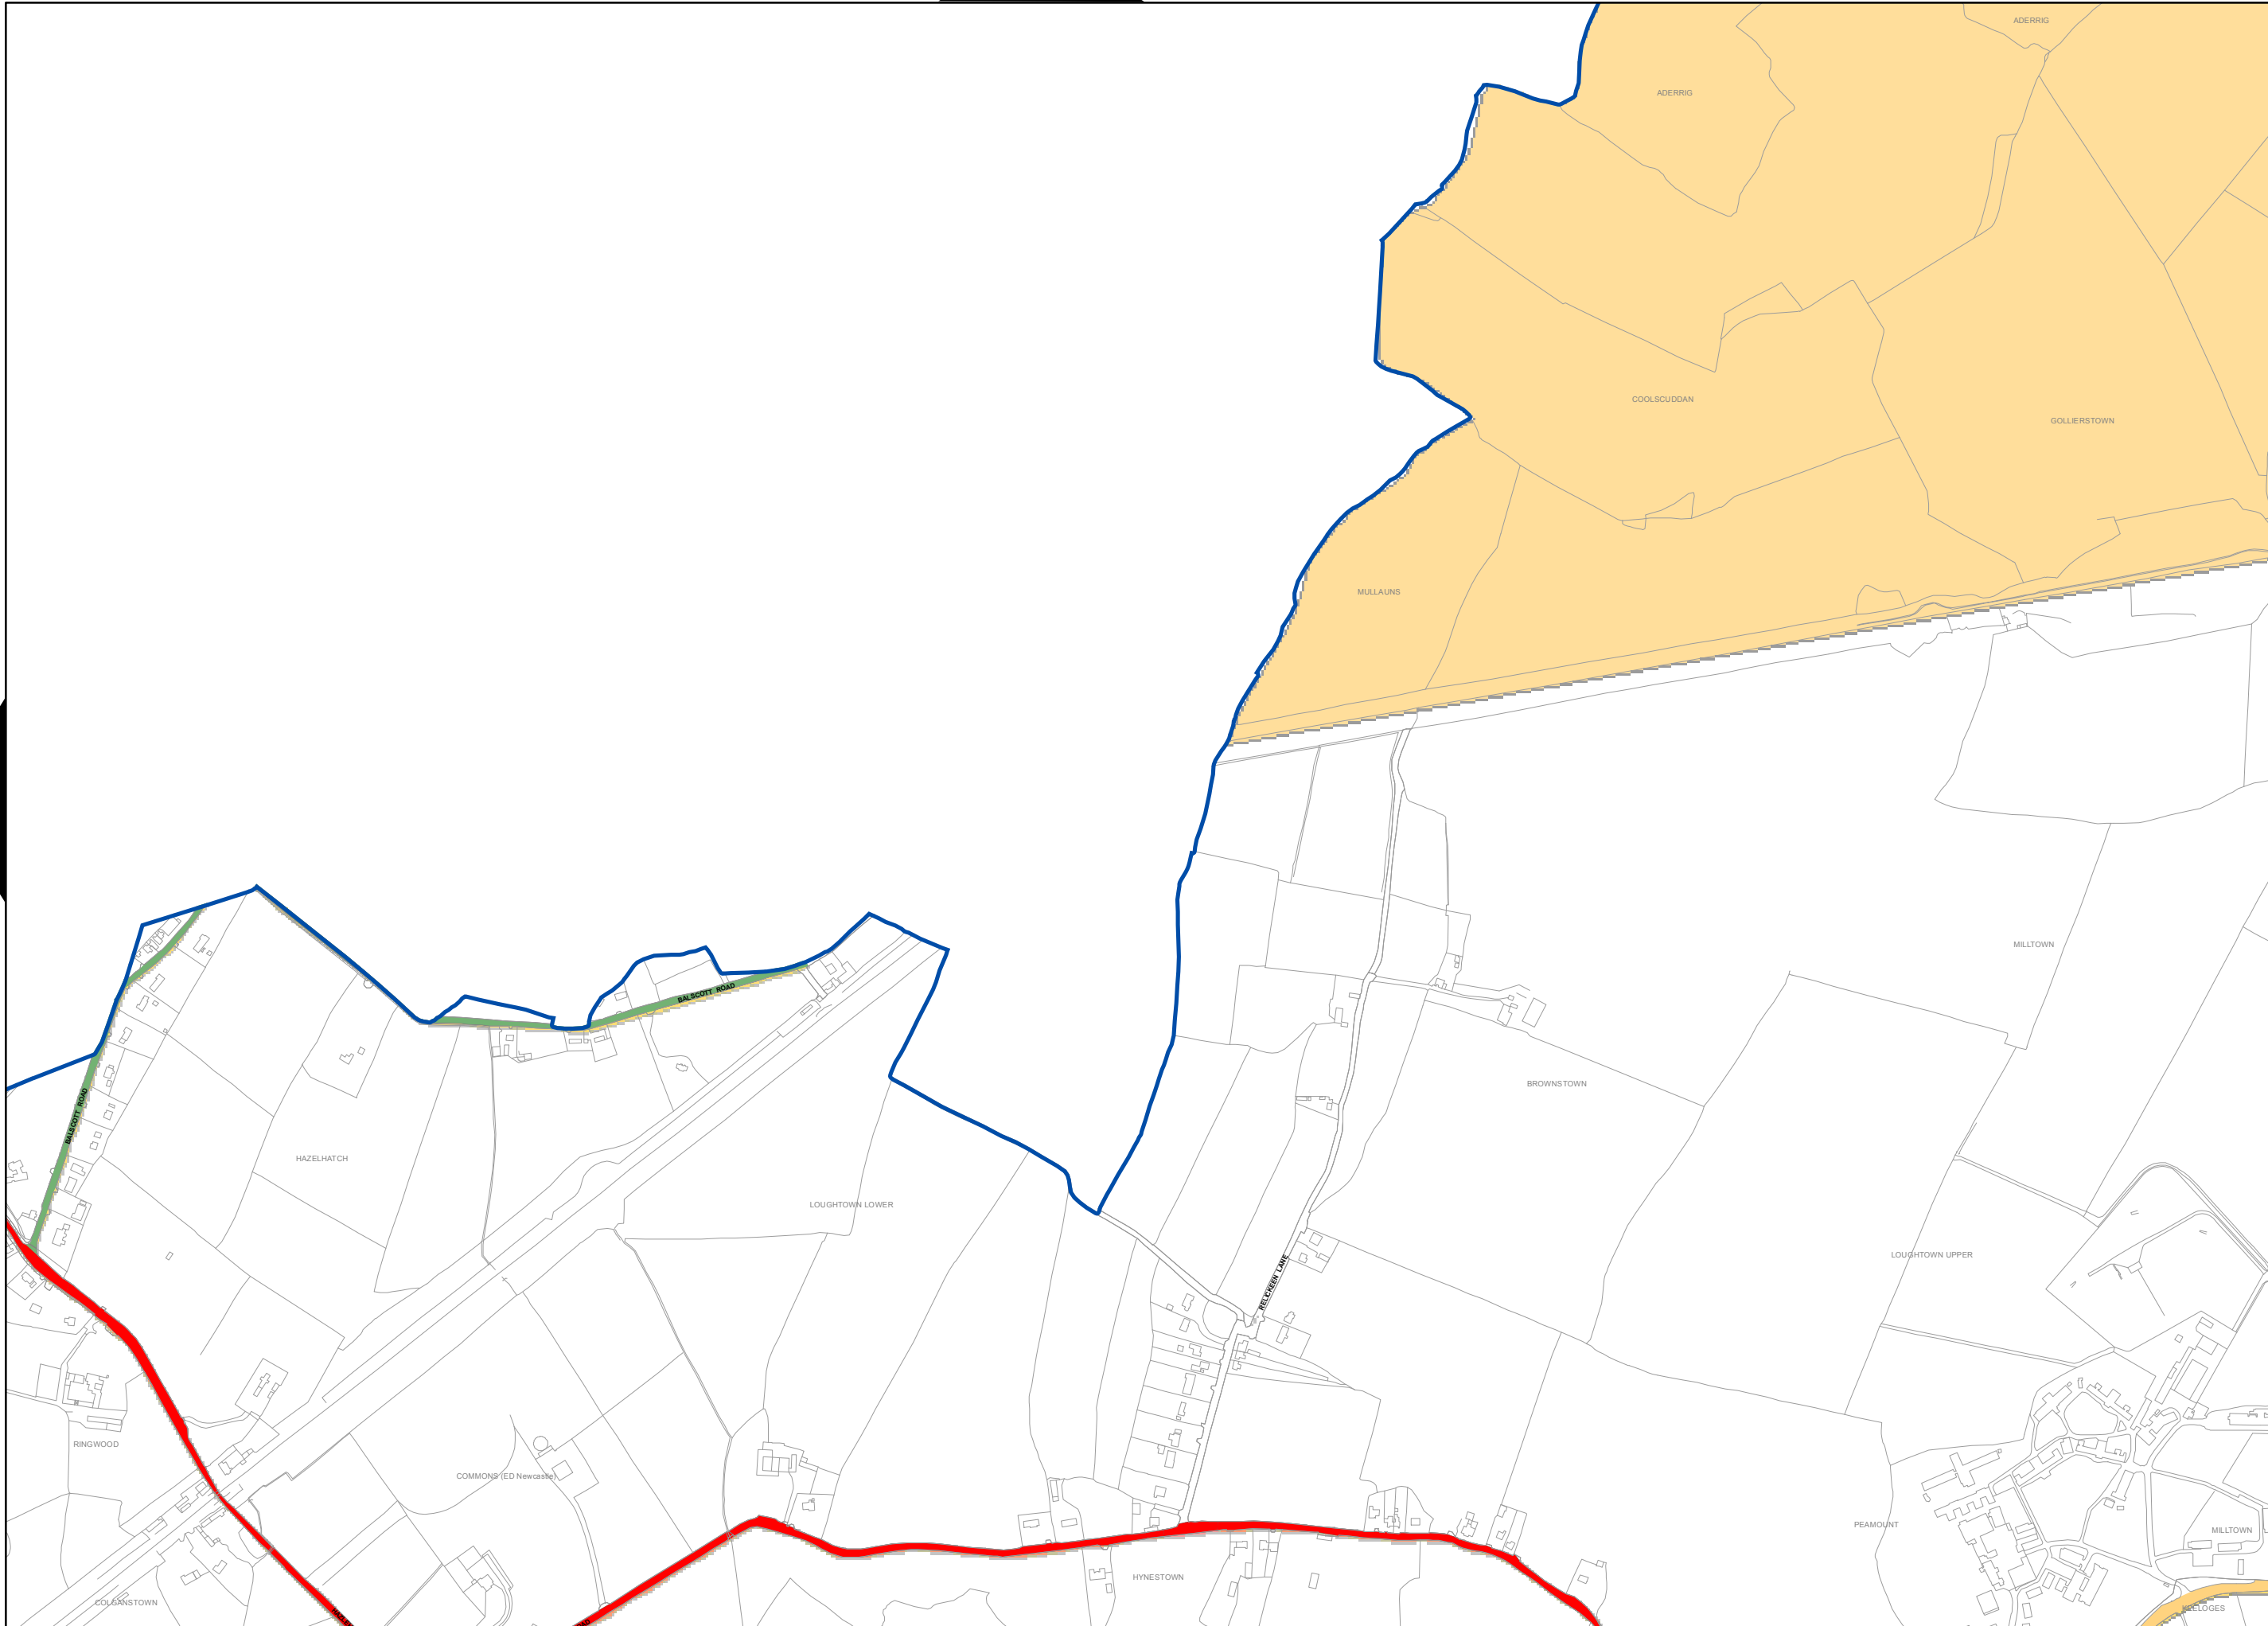 ADERRIG
ADERRIG
COOLSCUDDAN
GOLLIERSTOWN
MULLAUNS
MILLTOWN
BALSCOTT ROAD
BROWNSTOWN
BALSCOTT ROAD
HAZELHATCH
LOUGHTOWN LOWER
LOUGHTOWN UPPER
RELICKEEN LANE
RINGWOOD
COMMONS (ED Newcastle)
PEAMOUNT
MILLTOWN
HYNESTOWN
COLGANSTOWN